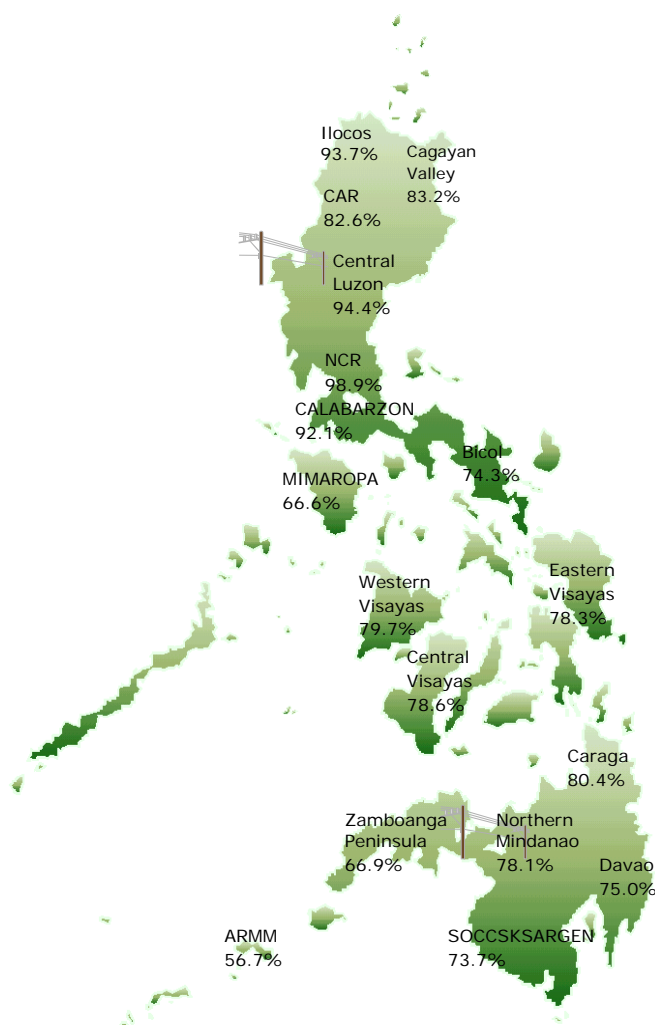 Ilocos
93.7%
Cagayan
Valley
83.2%
CAR
82.6%
Central
Luzon
94.4%
NCR
98.9%
CALABARZON
92.1%
Bicol
74.3%
MIMAROPA
66.6%
Western
Visayas
79.7%
Eastern
Visayas
78.3%
Central
Visayas
78.6%
Caraga
80.4%
Zamboanga
Peninsula
66.9%
Northern
Mindanao
78.1%
Davao
75.0%
ARMM
56.7%
SOCCSKSARGEN
73.7%